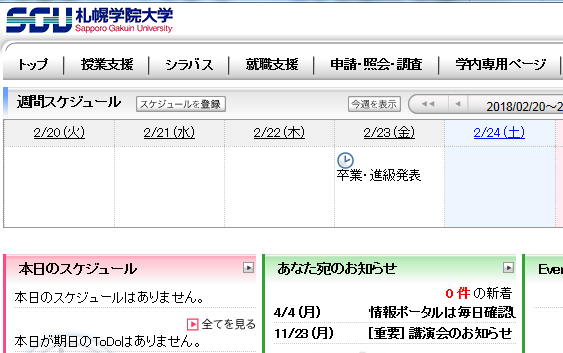 SGU 札幌学院大学
Sapporo Gakuin University
トップ 授業支援 シラバス 就職支援 申請・照会・調査 学内専用ページ
週間スケジュール スケジュールを登録 今週を表示 2018/02/20～2
2/20(火) 2/21(水) 2/22(木) 2/23(金) 2/24(土)
卒業・進級発表
本日のスケジュール
本日のスケジュールはありません。
全てを見る
本日が期日のToDoはありません。
あなた宛のお知らせ
0 件 の新着
4/4(月) 情報ポータルは毎日確認し
11/23(月) [重要] 講演会のお知らせ
Even